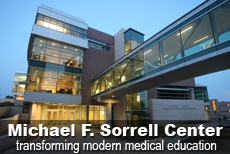 Michael F. Sorrell Center
transforming modern medical education